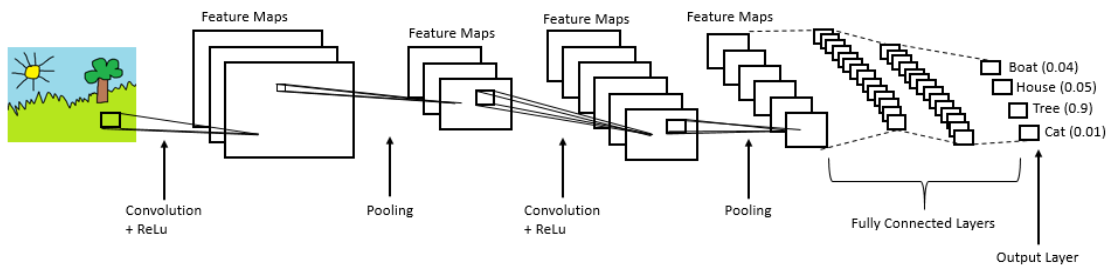 Feature Maps
Feature Maps
Feature Maps
Feature Maps
Boat (0.04)
House (0.05)
Tree (0.9)
Cat (0.01)
Convolution
+ ReLu
Pooling
Convolution
+ ReLu
Pooling
Fully Connected Layers
Output Layer